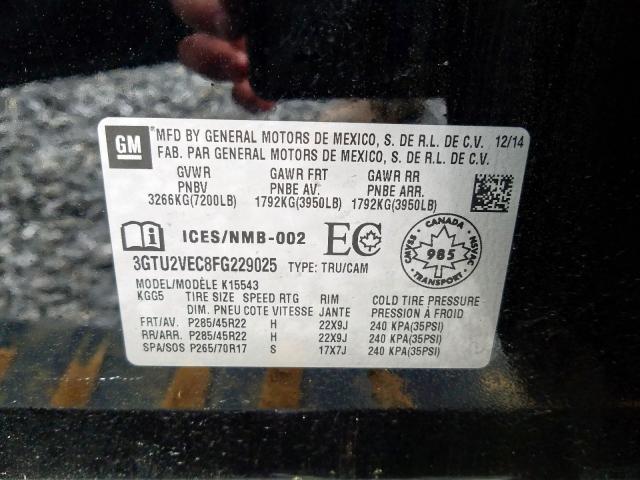 GM MFD BY GENERAL MOTORS DE MEXICO, S. DE R.L. DE C.V. 12/14
FAB. PAR GENERAL MOTORS DE MEXICO, S. DE R.L. DE C.V.
GVWR GAWR FRT GAWR RR
PNBV PNBE AV. PNBE ARR.
3266KG(7200LB) 1792KG(3950LB) 1792KG(3950LB)
ICES/NMB-002 EC
CANADA
CMVSS 985 NSVAC
TRANSPORT
3GTU2VEC8FG229025 TYPE: TRU/CAM
MODEL/MODÈLE K15543
KGG5 TIRE SIZE SPEED RTG RIM COLD TIRE PRESSURE
DIM. PNEU COTE VITESSE JANTE PRESSION À FROID
FRT/AV. P285/45R22 H 22X9J 240 KPA(35PSI)
RR/ARR. P285/45R22 H 22X9J 240 KPA(35PSI)
SPA/SOS P265/70R17 S 17X7J 240 KPA(35PSI)